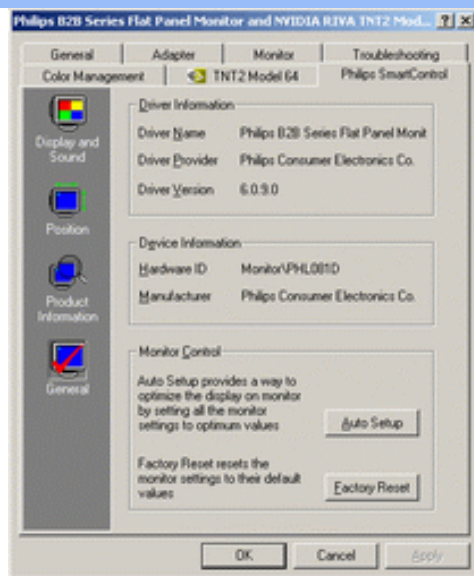 Philips B2B Series Flat Panel Monitor and NVIDIA RIVA TNT2 Mod...
General Adapter Monitor Troubleshooting
Color Management TNT2 Model 64 Philips SmartControl
Display and
Sound
Position
Product
Information
General
Driver Information
Driver Name Philips B2B Series Flat Panel Monit
Driver Provider Philips Consumer Electronics Co.
Driver Version 6.0.9.0
Device Information
Hardware ID Monitor\PHL081D
Manufacturer Philips Consumer Electronics Co.
Monitor Control
Auto Setup provides a way to
optimize the display on monitor
by setting all the monitor
settings to optimum values
Auto Setup
Factory Reset resets the
monitor settings to their default
values
Factory Reset
OK Cancel Apply